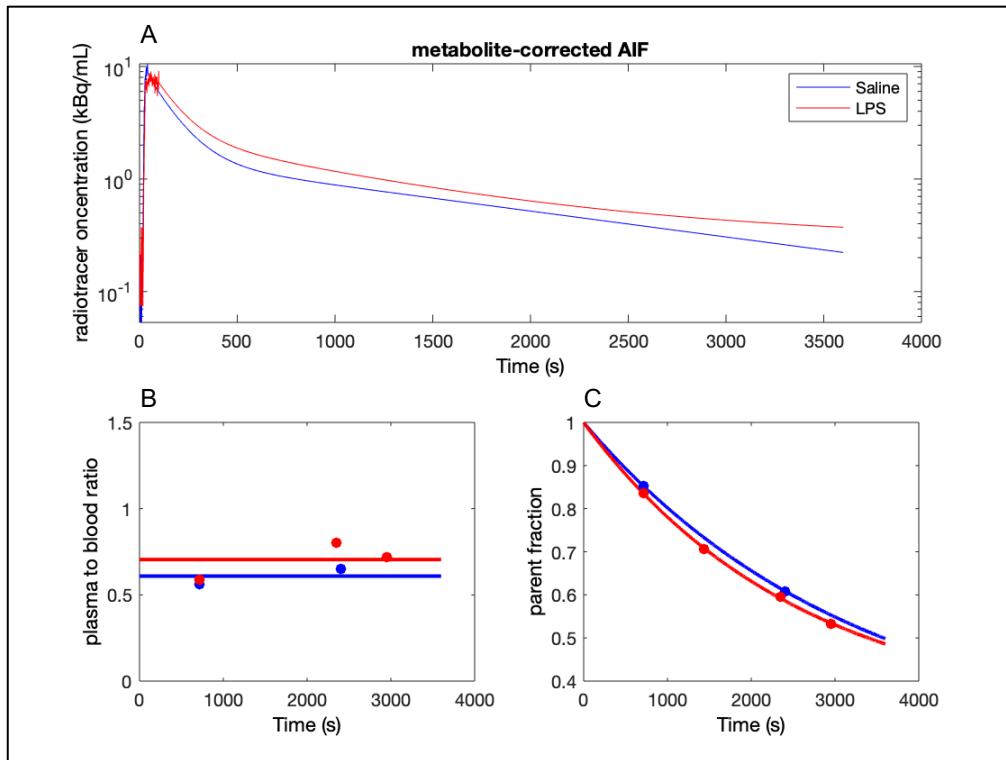 A
metabolite-corrected AIF
radiotracer oncentration (kBq/mL)
10^1
10^0
10^-1
Saline
LPS
0 500 1000 1500 2000 2500 3000 3500 4000
Time (s)
B
plasma to blood ratio
1.5
1
0.5
0
0 1000 2000 3000 4000
Time (s)
C
parent fraction
1
0.9
0.8
0.7
0.6
0.5
0.4
0 1000 2000 3000 4000
Time (s)